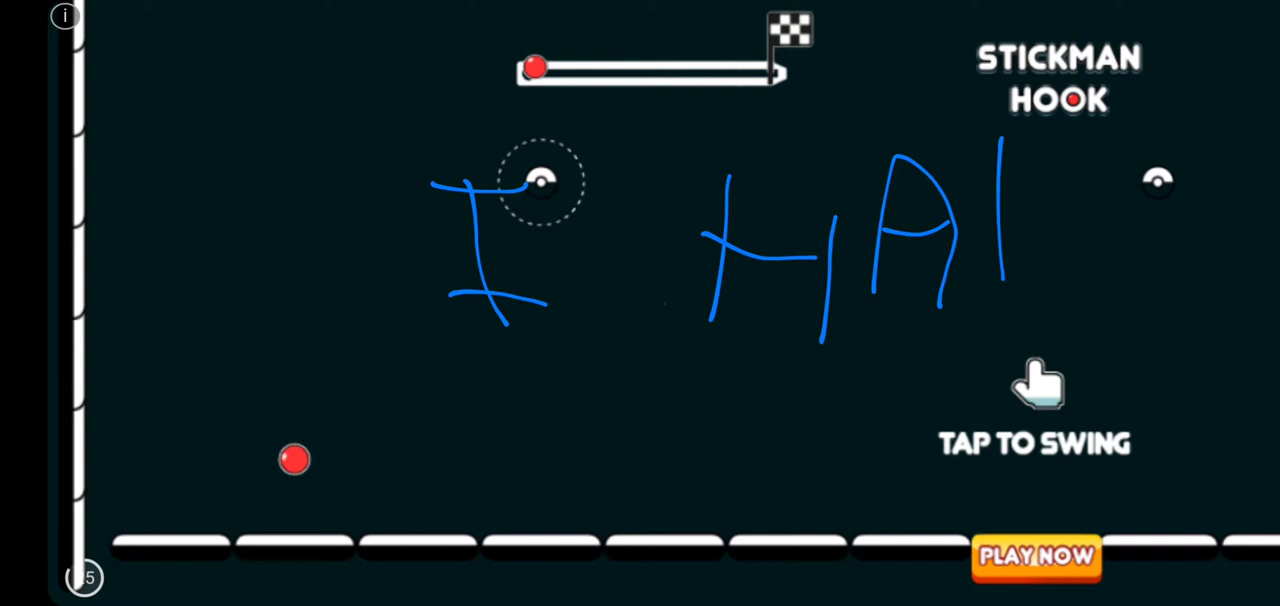 i
STICKMAN
HOOK
I HAI
TAP TO SWING
PLAY NOW